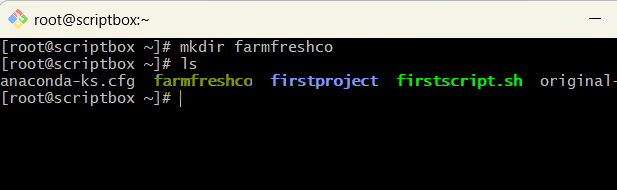 root@scriptbox:~
[root@scriptbox ~]# mkdir farmfreshco
[root@scriptbox ~]# ls
anaconda-ks.cfg farmfreshco firstproject firstscript.sh original-
[root@scriptbox ~]#